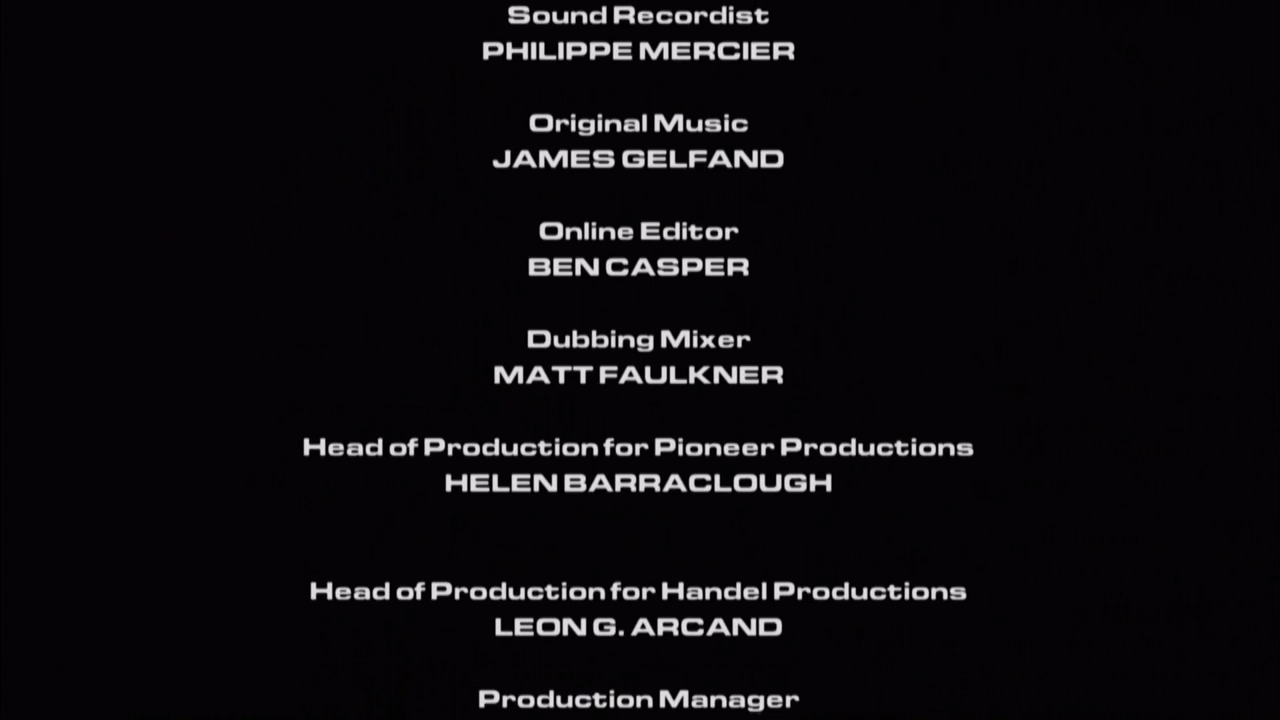 Sound Recordist
PHILIPPE MERCIER
Original Music
JAMES GELFAND
Online Editor
BEN CASPER
Dubbing Mixer
MATT FAULKNER
Head of Production for Pioneer Productions
HELEN BARRACLOUGH
Head of Production for Handel Productions
LEON G. ARCAND
Production Manager